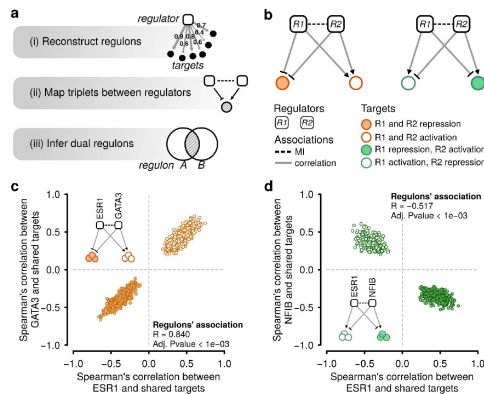 a
regulator
0.7
0.4
0.9
0.9
0.8
0.6
0.6
targets
(i) Reconstruct regulons
(ii) Map triplets between regulators
(iii) Infer dual regulons
regulon A B
b
R1 R2
R1 R2
Regulators
R1 R2
Associations
MI
correlation
Targets
R1 and R2 repression
R1 and R2 activation
R1 repression, R2 activation
R1 activation, R2 repression
c
Spearman's correlation between
GATA3 and shared targets
1.0
0.5
0.0
−0.5
−1.0
ESR1
GATA3
Regulons' association
R = 0.840
Adj. Pvalue < 1e−03
−1.0 −0.5 0.0 0.5 1.0
Spearman's correlation between
ESR1 and shared targets
d
Spearman's correlation between
NFIB and shared targets
1.0
0.5
0.0
−0.5
−1.0
Regulons' association
R = −0.517
Adj. Pvalue < 1e−03
ESR1
NFIB
−1.0 −0.5 0.0 0.5 1.0
Spearman's correlation between
ESR1 and shared targets